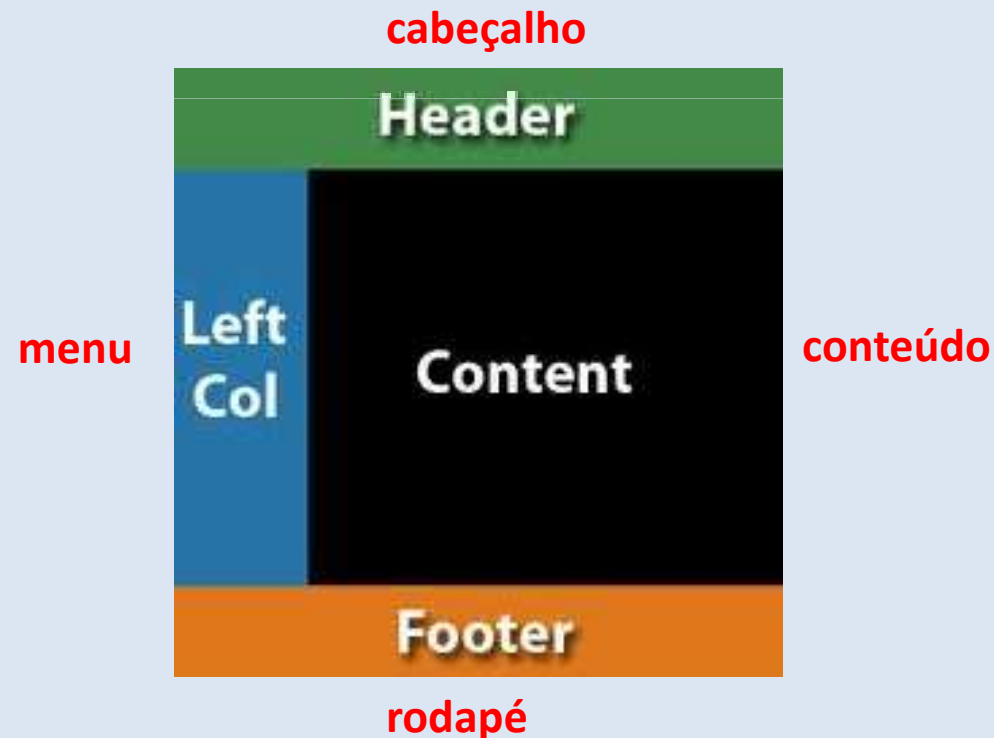 cabeçalho
Header
menu
Left
Col
Content
conteúdo
Footer
rodapé